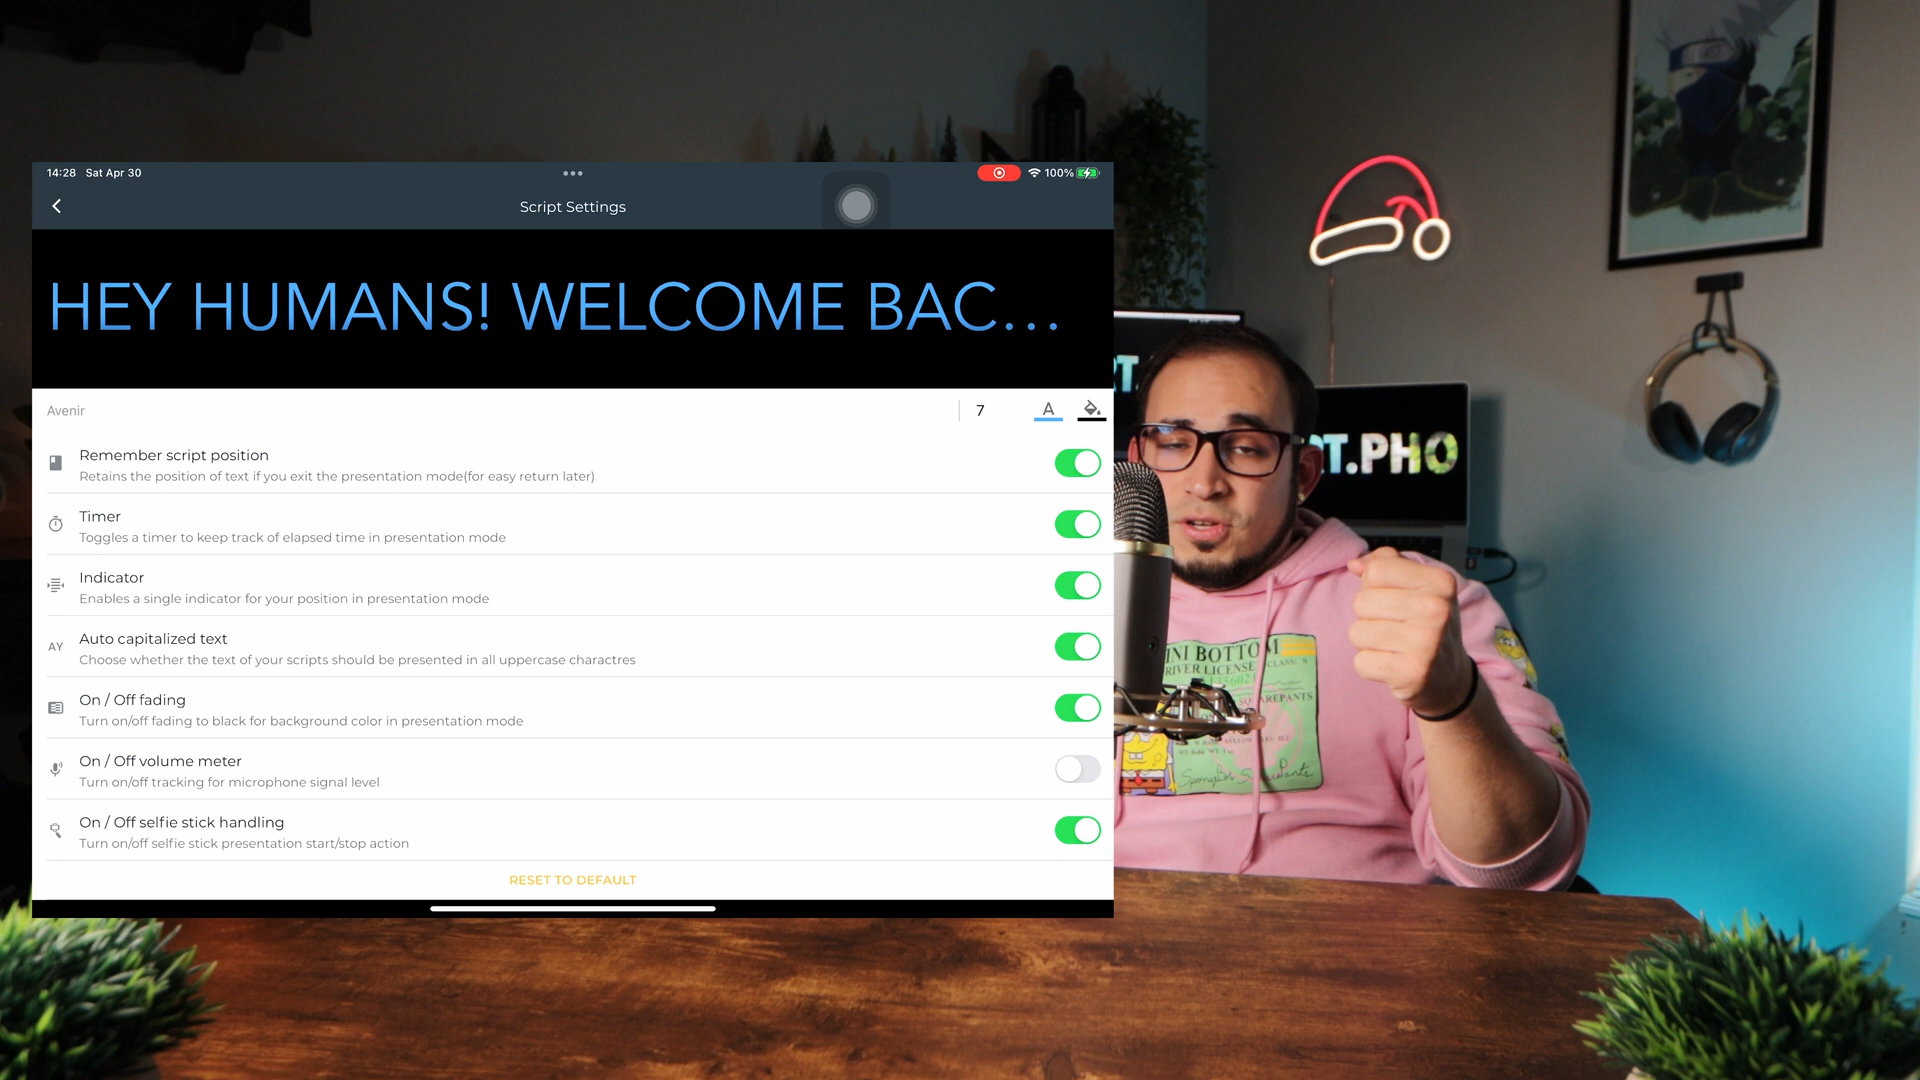 14:28 Sat Apr 30
100%
Script Settings
HEY HUMANS! WELCOME BAC...
Avenir
7
A
Remember script position
Retains the position of text if you exit the presentation mode(for easy return later)
Timer
Toggles a timer to keep track of elapsed time in presentation mode
Indicator
Enables a single indicator for your position in presentation mode
AY
Auto capitalized text
Choose whether the text of your scripts should be presented in all uppercase charactres
On / Off fading
Turn on/off fading to black for background color in presentation mode
On / Off volume meter
Turn on/off tracking for microphone signal level
On / Off selfie stick handling
Turn on/off selfie stick presentation start/stop action
RESET TO DEFAULT
T.
T.PHO
INI BOTTOM
RIVER LICENSE
CLASS: S
SpongeBob SquarePants